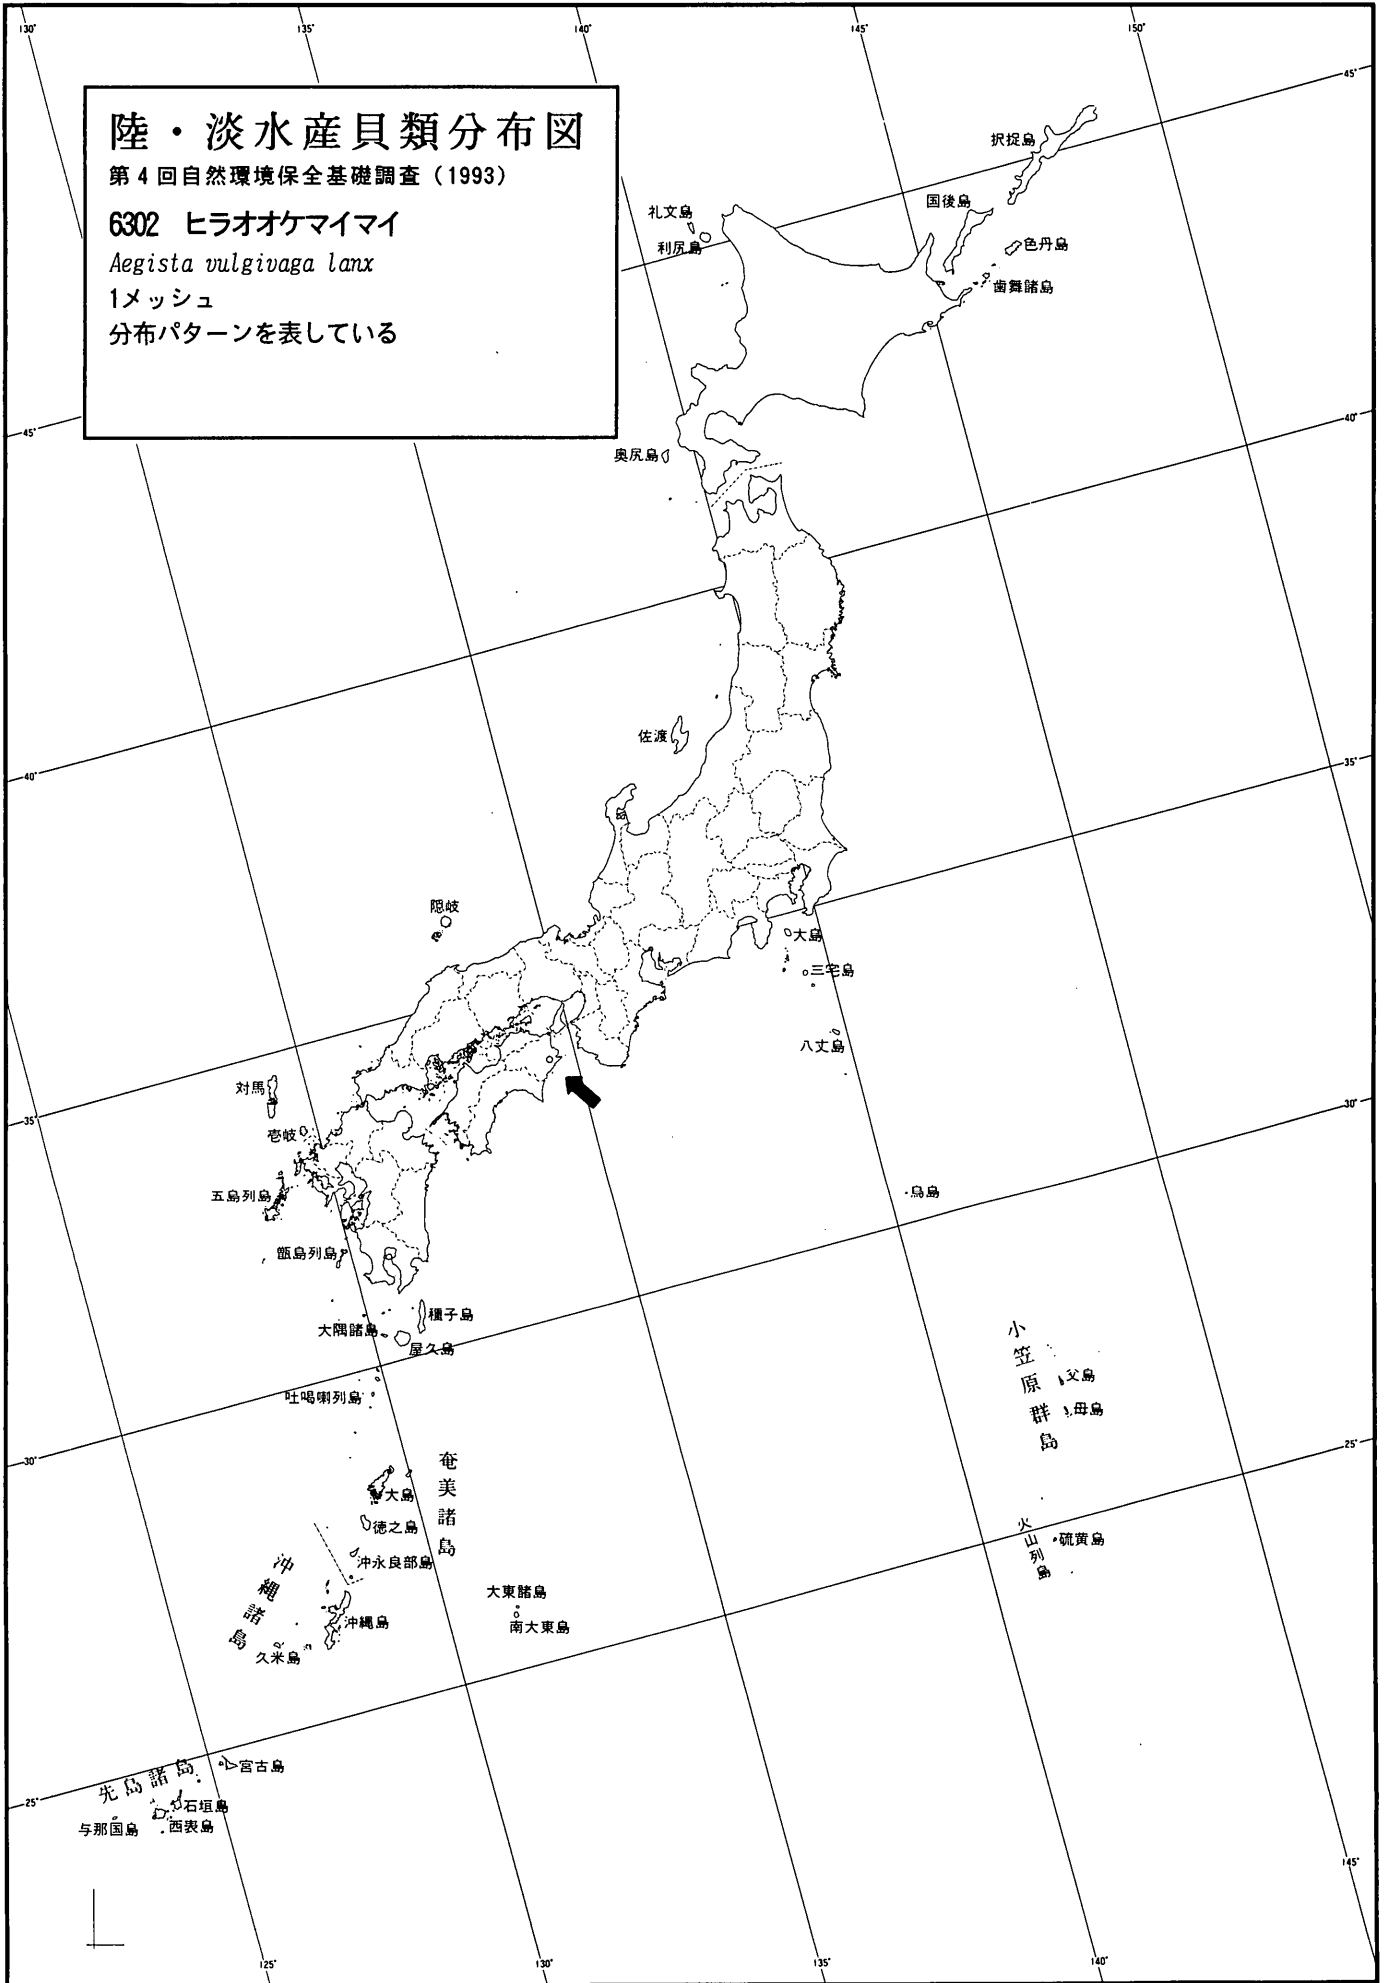 130°
135°
140°
145°
150°
45°
陸・淡水産貝類分布図
第4回自然環境保全基礎調査（1993）
6302 ヒラオオケマイマイ
Aegista vulgivaga lanx
1メッシュ
分布パターンを表している
択捉島
国後島
礼文島
利尻島
色丹島
歯舞諸島
40°
45°
奥尻島
佐渡
35°
40°
隠岐
大島
三宅島
八丈島
対馬
30°
35°
壱岐
五島列島
鳥島
甑島列島
種子島
大隅諸島
屋久島
小笠原群島
父島
吐喝喇列島
母島
25°
30°
奄美諸島
大島
徳之島
火山列島
硫黄島
沖永良部島
沖縄諸島
大東諸島
沖縄島
南大東島
久米島
宮古島
先島諸島
25°
石垣島
与那国島
西表島
145°
125°
130°
135°
140°